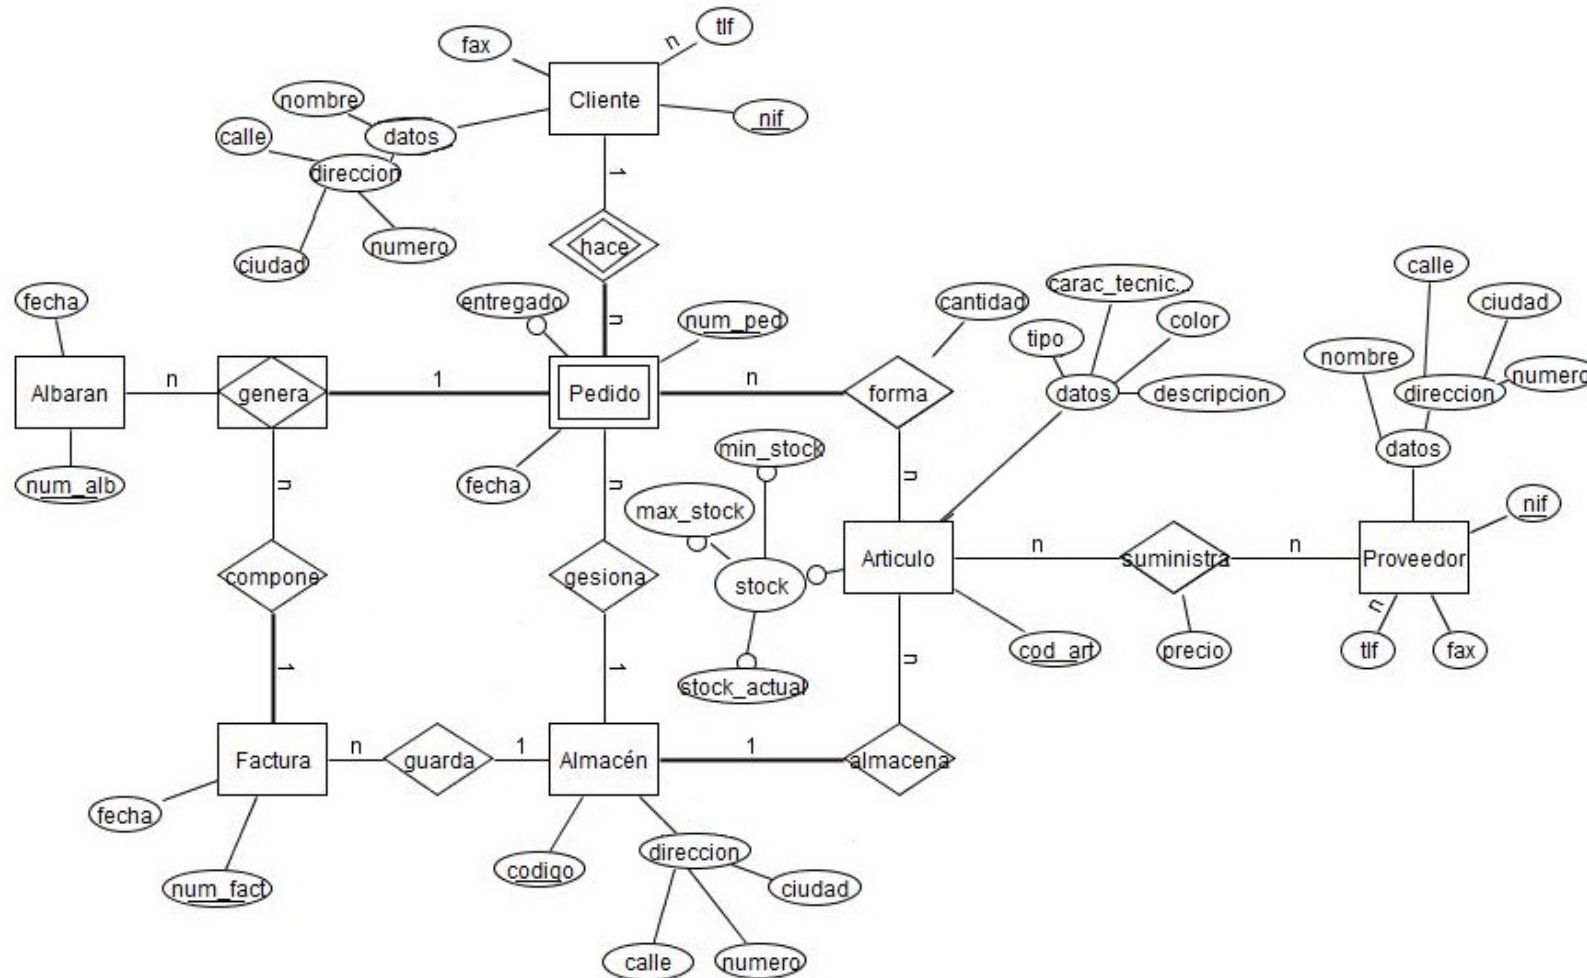 tlf
n
fax
Cliente
nombre
nif
datos
calle
direccion
1
numero
hace
ciudad
calle
fecha
entregado
cantidad
carac_tecnic...
ciudad
num_ped
color
n
tipo
nombre
numero
n
1
n
Albaran
genera
Pedido
forma
datos
descripcion
direccion
min_stock
datos
fecha
n
n
n
num_alb
max_stock
nif
n
n
Articulo
suministra
Proveedor
compone
gesiona
stock
n
cod_art
precio
tlf
fax
1
1
n
stock_actual
n
1
1
Factura
guarda
Almacén
almacena
fecha
direccion
num_fact
codigo
ciudad
calle
numero